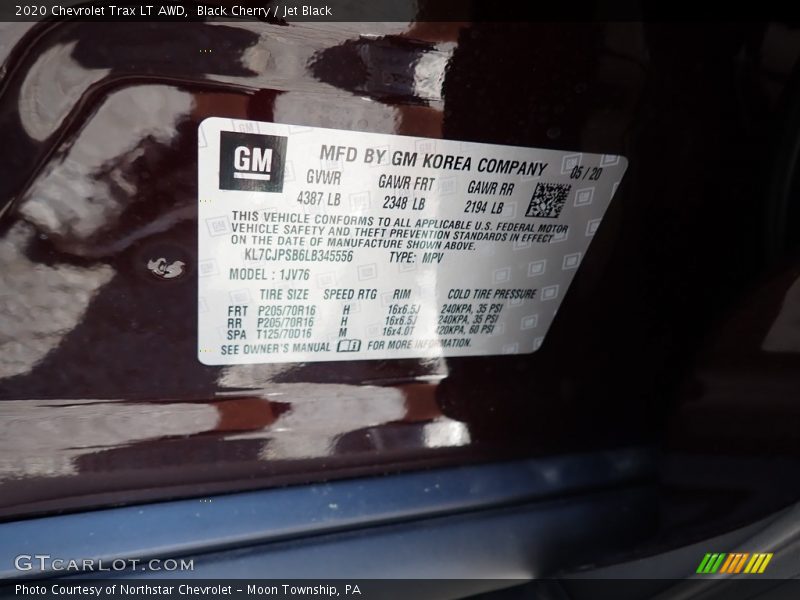 2020 Chevrolet Trax LT AWD, Black Cherry / Jet Black
GM
MFD BY GM KOREA COMPANY
05 / 20
GVWR GAWR FRT GAWR RR
4387 LB 2348 LB 2194 LB
THIS VEHICLE CONFORMS TO ALL APPLICABLE U.S. FEDERAL MOTOR
VEHICLE SAFETY AND THEFT PREVENTION STANDARDS IN EFFECT
ON THE DATE OF MANUFACTURE SHOWN ABOVE.
KL7CJPSB6LB345556 TYPE: MPV
MODEL : 1JV76
TIRE SIZE SPEED RTG RIM COLD TIRE PRESSURE
FRT P205/70R16 H 16x6.5J 240KPA, 35 PSI
RR P205/70R16 H 16x6.5J 240KPA, 35 PSI
SPA T125/70D16 M 16x4.0T 420KPA, 60 PSI
SEE OWNER'S MANUAL FOR MORE INFORMATION.
GTCARLOT.COM
Photo Courtesy of Northstar Chevrolet - Moon Township, PA